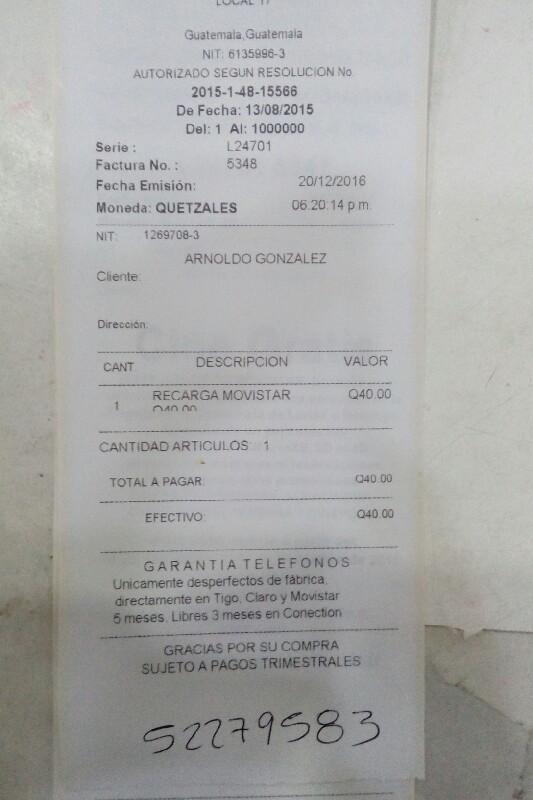 LOCAL 17
Guatemala,Guatemala
NIT: 6135996-3
AUTORIZADO SEGUN RESOLUCION No.
2015-1-48-15566
De Fecha: 13/08/2015
Del: 1 Al: 1000000
Serie : L24701
Factura No. : 5348
Fecha Emisión: 20/12/2016
Moneda: QUETZALES 06:20:14 p.m.
NIT: 1269708-3
ARNOLDO GONZALEZ
Cliente:
Dirección:
CANT. DESCRIPCION VALOR
1 RECARGA MOVISTAR Q40.00
Q40.00
CANTIDAD ARTICULOS: 1
TOTAL A PAGAR: Q40.00
EFECTIVO: Q40.00
GARANTIA TELEFONOS
Unicamente desperfectos de fábrica,
directamente en Tigo, Claro y Movistar
5 meses. Libres 3 meses en Conection
GRACIAS POR SU COMPRA
SUJETO A PAGOS TRIMESTRALES
52279583